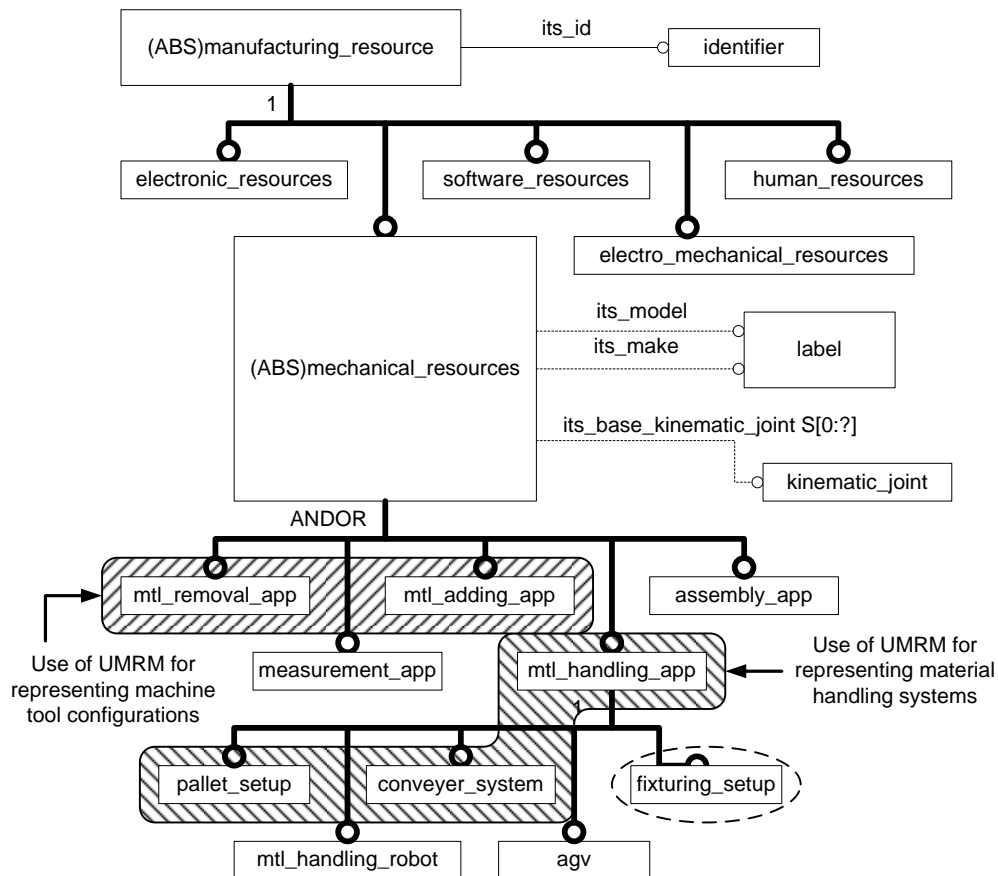 (ABS)manufacturing_resource
its_id
identifier
1
electronic_resources
software_resources
human_resources
electro_mechanical_resources
(ABS)mechanical_resources
its_model
its_make
label
its_base_kinematic_joint S[0:?]
kinematic_joint
ANDOR
mtl_removal_app
mtl_adding_app
assembly_app
measurement_app
mtl_handling_app
Use of UMRM for
representing machine
tool configurations
Use of UMRM for
representing material
handling systems
1
pallet_setup
conveyer_system
fixturing_setup
mtl_handling_robot
agv